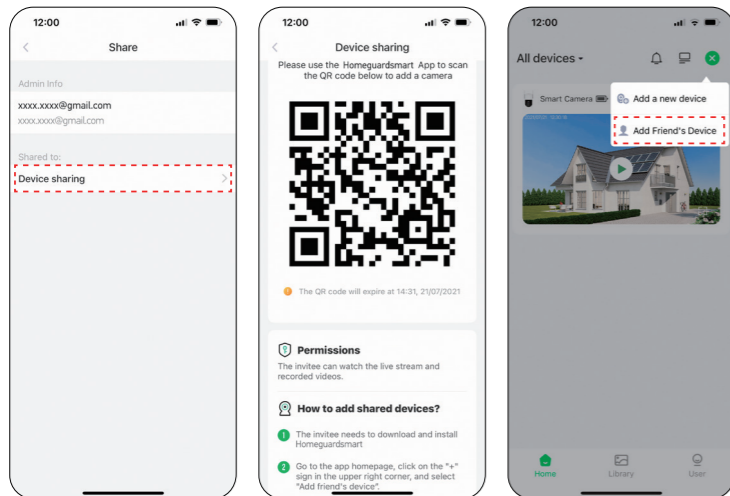 12:00
Share
Admin Info
xxxx.xxxx@gmail.com
xxxx.xxxx@gmail.com
Shared to:
Device sharing
12:00
Device sharing
Please use the Homeguardsmart App to scan
the QR code below to add a camera
The QR code will expire at 14:31, 21/07/2021
Permissions
The invitee can watch the live stream and
recorded videos.
How to add shared devices?
1 The invitee needs to download and install
Homeguardsmart
2 Go to the app homepage, click on the "+"
sign in the upper right corner, and select
"Add friend's device".
12:00
All devices
Smart Camera
Add a new device
Add Friend's Device
Home
Library
User